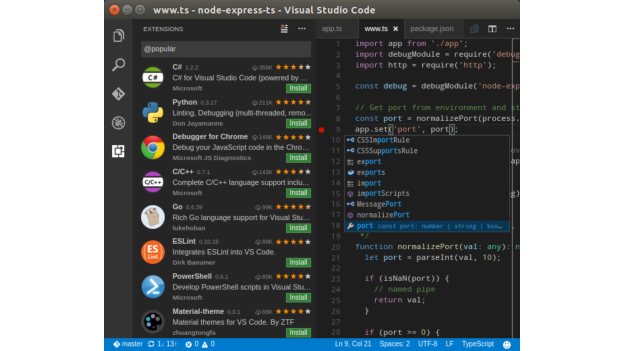 www.ts - node-express-ts - Visual Studio Code
EXTENSIONS
@popular
C# 1.2.2 356K
C# for Visual Studio Code (powered by ...
Microsoft Install
Python 0.3.17 211K
Linting, Debugging (multi-threaded, remo...
Don Jayamanne Install
Debugger for Chrome 148K
Debug your JavaScript code in the Chro...
Microsoft JS Diagnostics Install
C/C++ 0.7.1 143K
Complete C/C++ language support inclu...
Microsoft Install
Go 0.6.39 99K
Rich Go language support for Visual Stu...
lukehoban Install
ESLint 0.10.18 88K
Integrates ESLint into VS Code.
Dirk Baeumer Install
PowerShell 0.6.1 85K
Develop PowerShell scripts in Visual Stu...
Microsoft Install
Material-theme 0.0.1 66K
Material themes for VS Code. By ZTF
zhuangtongfa Install
app.ts www.ts package.json
1 import app from './app';
2 import debugModule = require('debug
3 import http = require('http');
4
5 const debug = debugModule('node-exp
6
7 // Get port from environment and st
8 const port = normalizePort(process.
9 app.set('port', port);
10 CSSImportRule
11 CSSSupportsRule
12 export
13 exports
14 import
15 importScripts
16 MessagePort
17 normalizePort
18 port const port: number | string | boo...
19 */
20 function normalizePort(val: any): n
21 let port = parseInt(val, 10);
22
23 if (isNaN(port)) {
24 // named pipe
25 return val;
26 }
27
28 if (port >= 0) {
master 1↓ 13↑ 0 0 Ln 9, Col 21 Spaces: 2 UTF-8 LF TypeScript